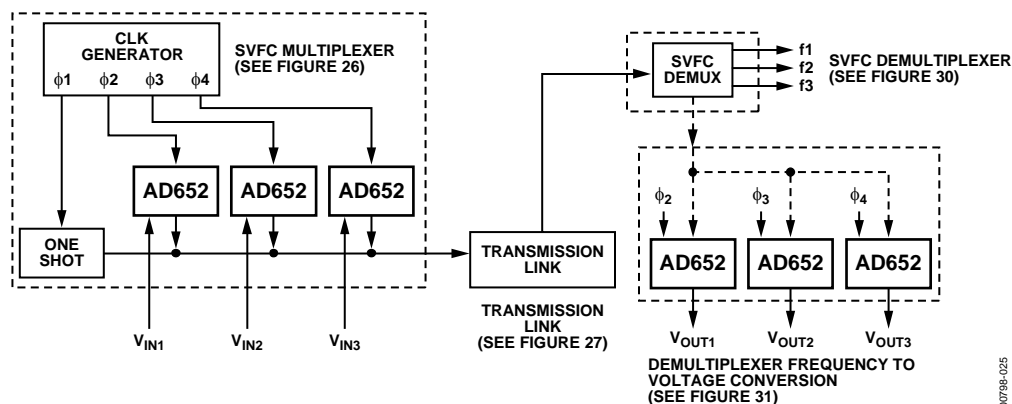 CLK
GENERATOR
ϕ1 ϕ2 ϕ3 ϕ4
SVFC MULTIPLEXER
(SEE FIGURE 26)
AD652
AD652
AD652
ONE
SHOT
VIN1
VIN2
VIN3
TRANSMISSION
LINK
TRANSMISSION
LINK
(SEE FIGURE 27)
SVFC
DEMUX
f1
f2
f3
SVFC DEMULTIPLEXER
(SEE FIGURE 30)
ϕ2
ϕ3
ϕ4
AD652
AD652
AD652
VOUT1
VOUT2
VOUT3
DEMULTIPLEXER FREQUENCY TO
VOLTAGE CONVERSION
(SEE FIGURE 31)
00798-025